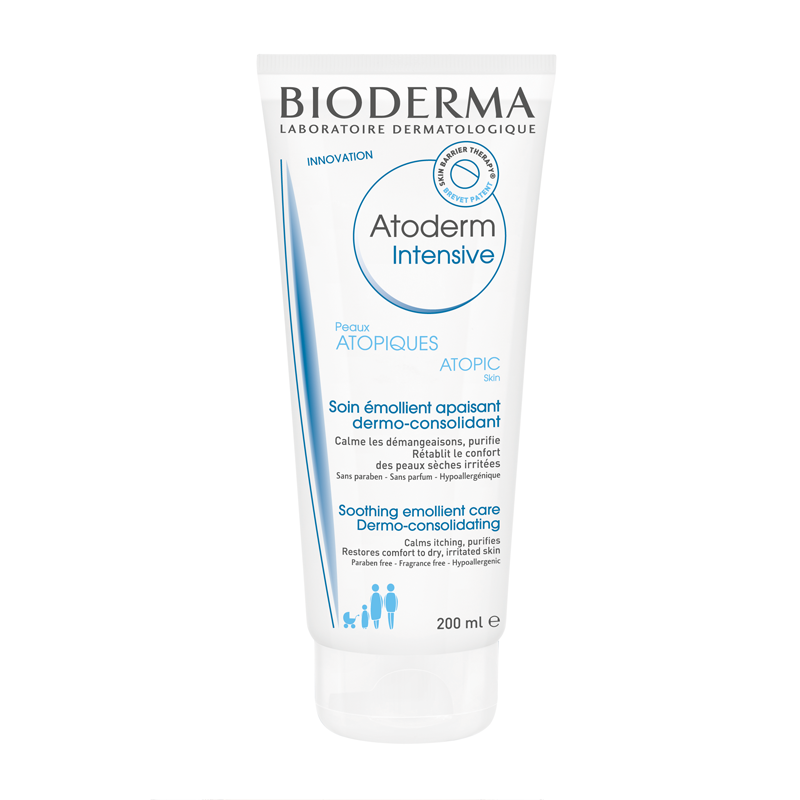 BIODERMA
LABORATOIRE DERMATOLOGIQUE
INNOVATION
SKIN BARRIER THERAPY®
BREVET PATENT
Atoderm
Intensive
Peaux
ATOPIQUES
ATOPIC
Skin
Soin émollient apaisant
dermo-consolidant
Calme les démangeaisons, purifie
Rétablit le confort
des peaux sèches irritées
Sans paraben - Sans parfum - Hypoallergénique
Soothing emollient care
Dermo-consolidating
Calms itching, purifies
Restores comfort to dry, irritated skin
Paraben free - Fragrance free - Hypoallergenic
200 ml ℮